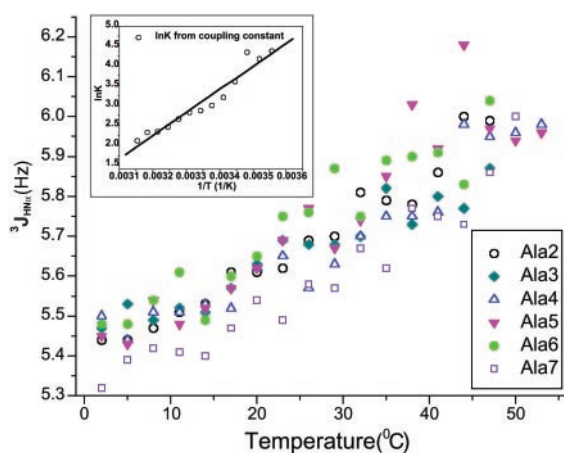 lnK from coupling constant
lnK
5.0
4.5
4.0
3.5
3.0
2.5
2.0
1.5
0.0031 0.0032 0.0033 0.0034 0.0035 0.0036
1/T (1/K)
³J_HNα(Hz)
6.2
6.1
6.0
5.9
5.8
5.7
5.6
5.5
5.4
5.3
0 10 20 30 40 50
Temperature(⁰C)
Ala2
Ala3
Ala4
Ala5
Ala6
Ala7